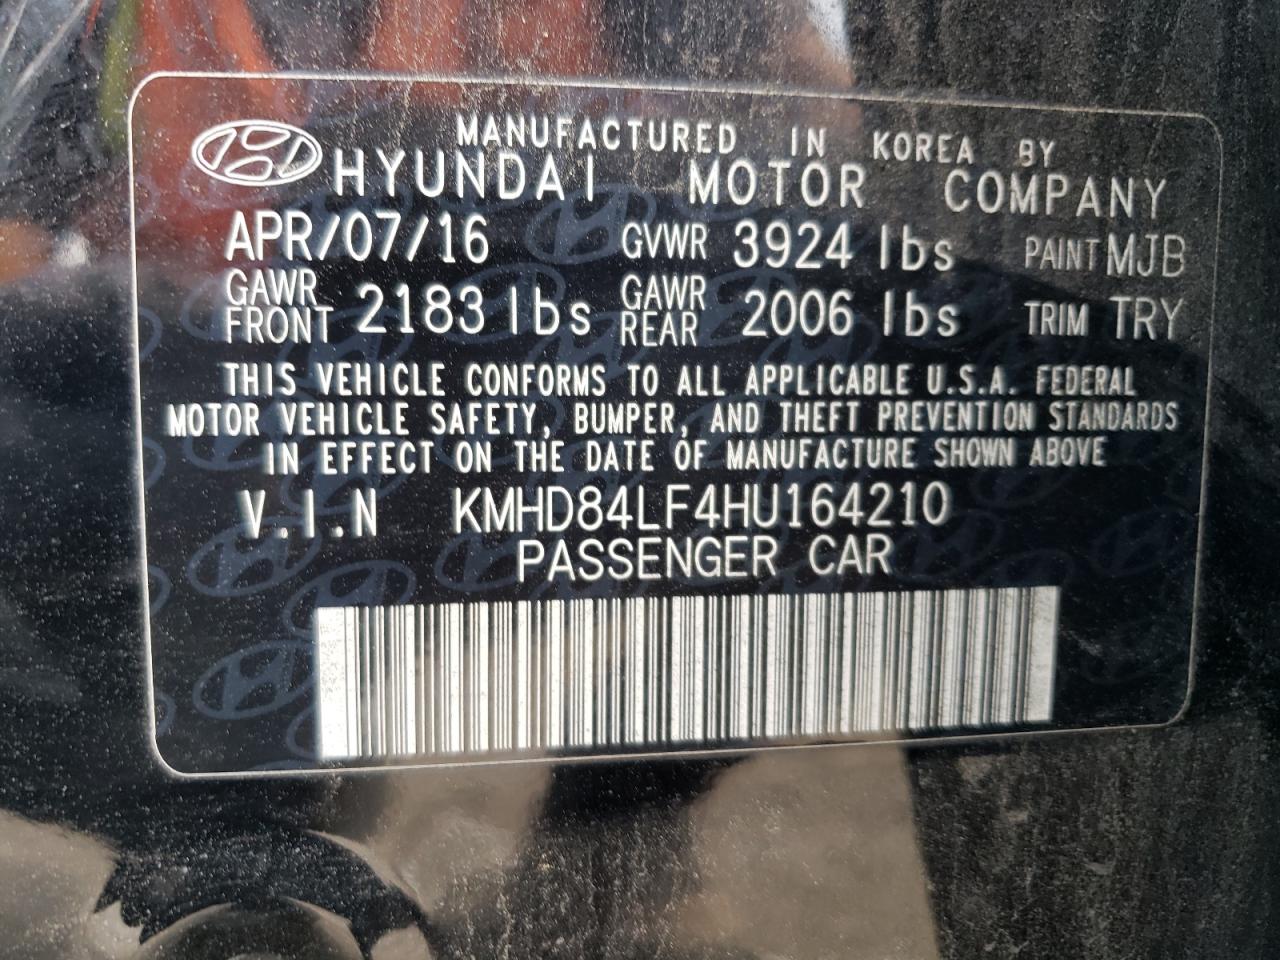 MANUFACTURED IN KOREA BY
HYUNDAI MOTOR COMPANY
APR/07/16 GVWR 3924 lbs PAINT MJB
GAWR FRONT 2183 lbs GAWR REAR 2006 lbs TRIM TRY
THIS VEHICLE CONFORMS TO ALL APPLICABLE U.S.A. FEDERAL
MOTOR VEHICLE SAFETY, BUMPER, AND THEFT PREVENTION STANDARDS
IN EFFECT ON THE DATE OF MANUFACTURE SHOWN ABOVE
V.I.N KMHD84LF4HU164210
PASSENGER CAR